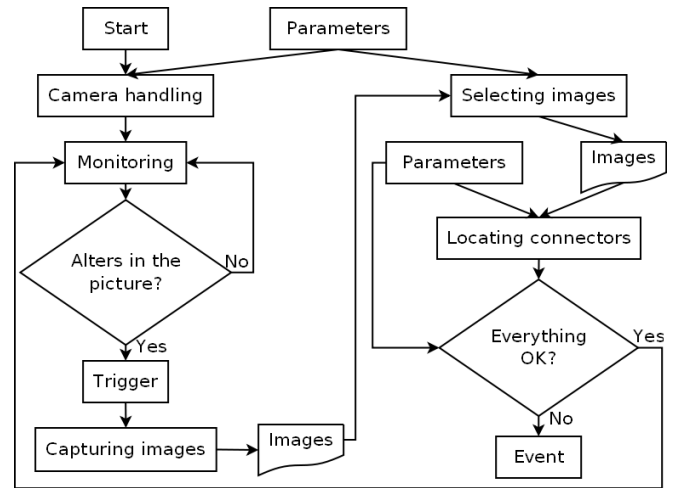 Start
Parameters
Camera handling
Selecting images
Monitoring
Parameters
Images
Alters in the
picture?
No
Locating connectors
Yes
Everything
OK?
Yes
Trigger
Capturing images
Images
No
Event